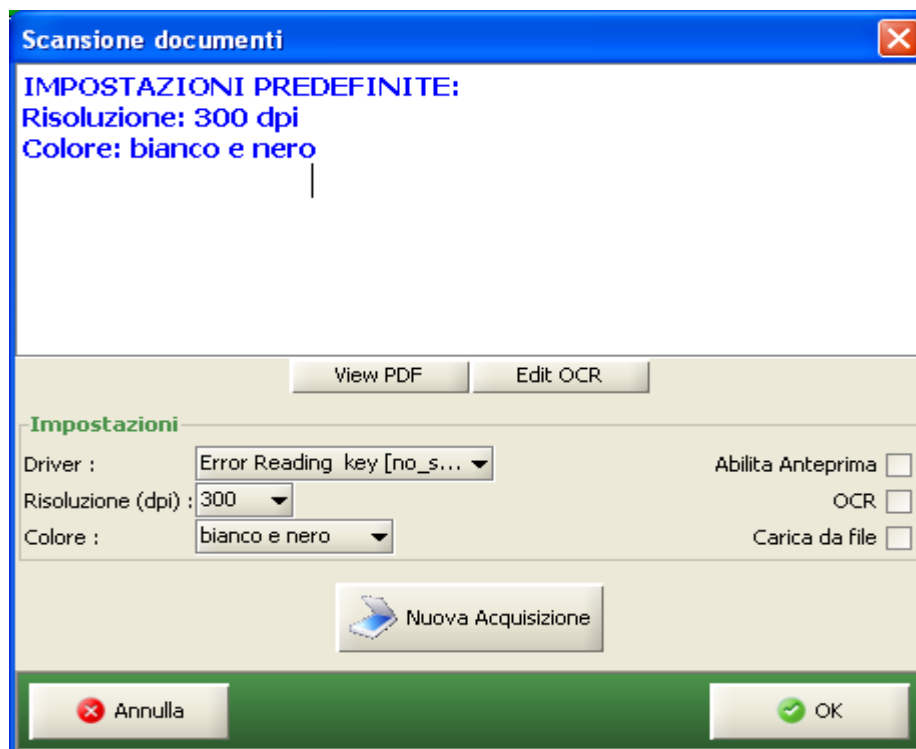 Scansione documenti
IMPOSTAZIONI PREDEFINITE:
Risoluzione: 300 dpi
Colore: bianco e nero
View PDF Edit OCR
Impostazioni
Driver : Error Reading key [no_s... Abilita Anteprima
Risoluzione (dpi) : 300 OCR
Colore : bianco e nero Carica da file
Nuova Acquisizione
Annulla OK